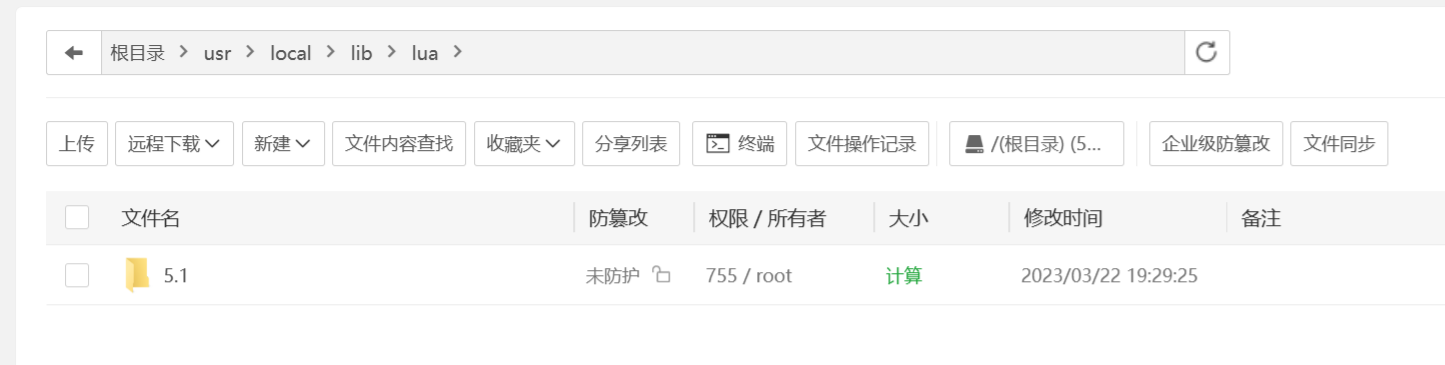 根目录 > usr > local > lib > lua >
上传 远程下载 新建 文件内容查找 收藏夹 分享列表 终端 文件操作记录 /(根目录) (5... 企业级防篡改 文件同步
文件名 防篡改 权限 / 所有者 大小 修改时间 备注
5.1 未防护 755 / root 计算 2023/03/22 19:29:25